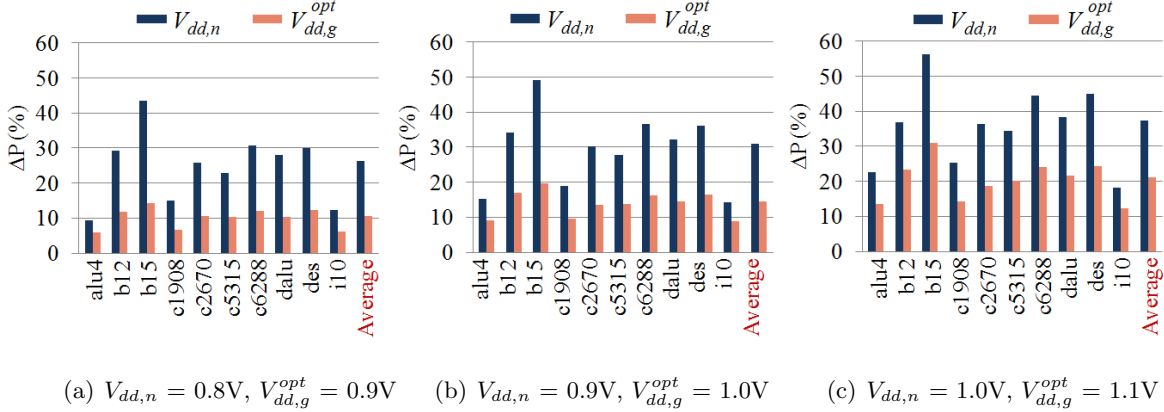 V_{dd,n} V_{dd,g}^{opt}
ΔP (%)
60
50
40
30
20
10
0
alu4
b12
b15
c1908
c2670
c5315
c6288
dalu
des
i10
Average
(a) V_{dd,n} = 0.8V, V_{dd,g}^{opt} = 0.9V
V_{dd,n} V_{dd,g}^{opt}
ΔP (%)
60
50
40
30
20
10
0
alu4
b12
b15
c1908
c2670
c5315
c6288
dalu
des
i10
Average
(b) V_{dd,n} = 0.9V, V_{dd,g}^{opt} = 1.0V
V_{dd,n} V_{dd,g}^{opt}
ΔP (%)
60
50
40
30
20
10
0
alu4
b12
b15
c1908
c2670
c5315
c6288
dalu
des
i10
Average
(c) V_{dd,n} = 1.0V, V_{dd,g}^{opt} = 1.1V